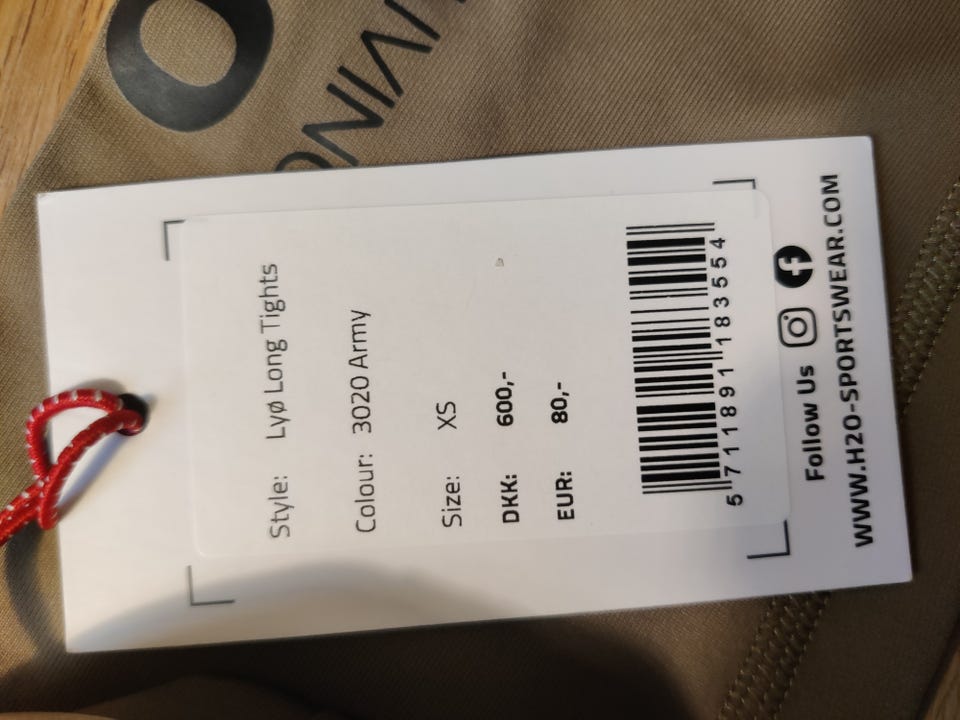 Style: Lyø Long Tights
Colour: 3020 Army
Size: XS
DKK: 600,-
EUR: 80,-
5 711891 183554
Follow Us
WWW.H2O-SPORTSWEAR.COM